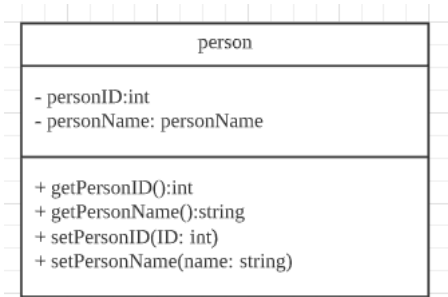 person
- personID:int
- personName: personName
+ getPersonID():int
+ getPersonName():string
+ setPersonID(ID: int)
+ setPersonName(name: string)